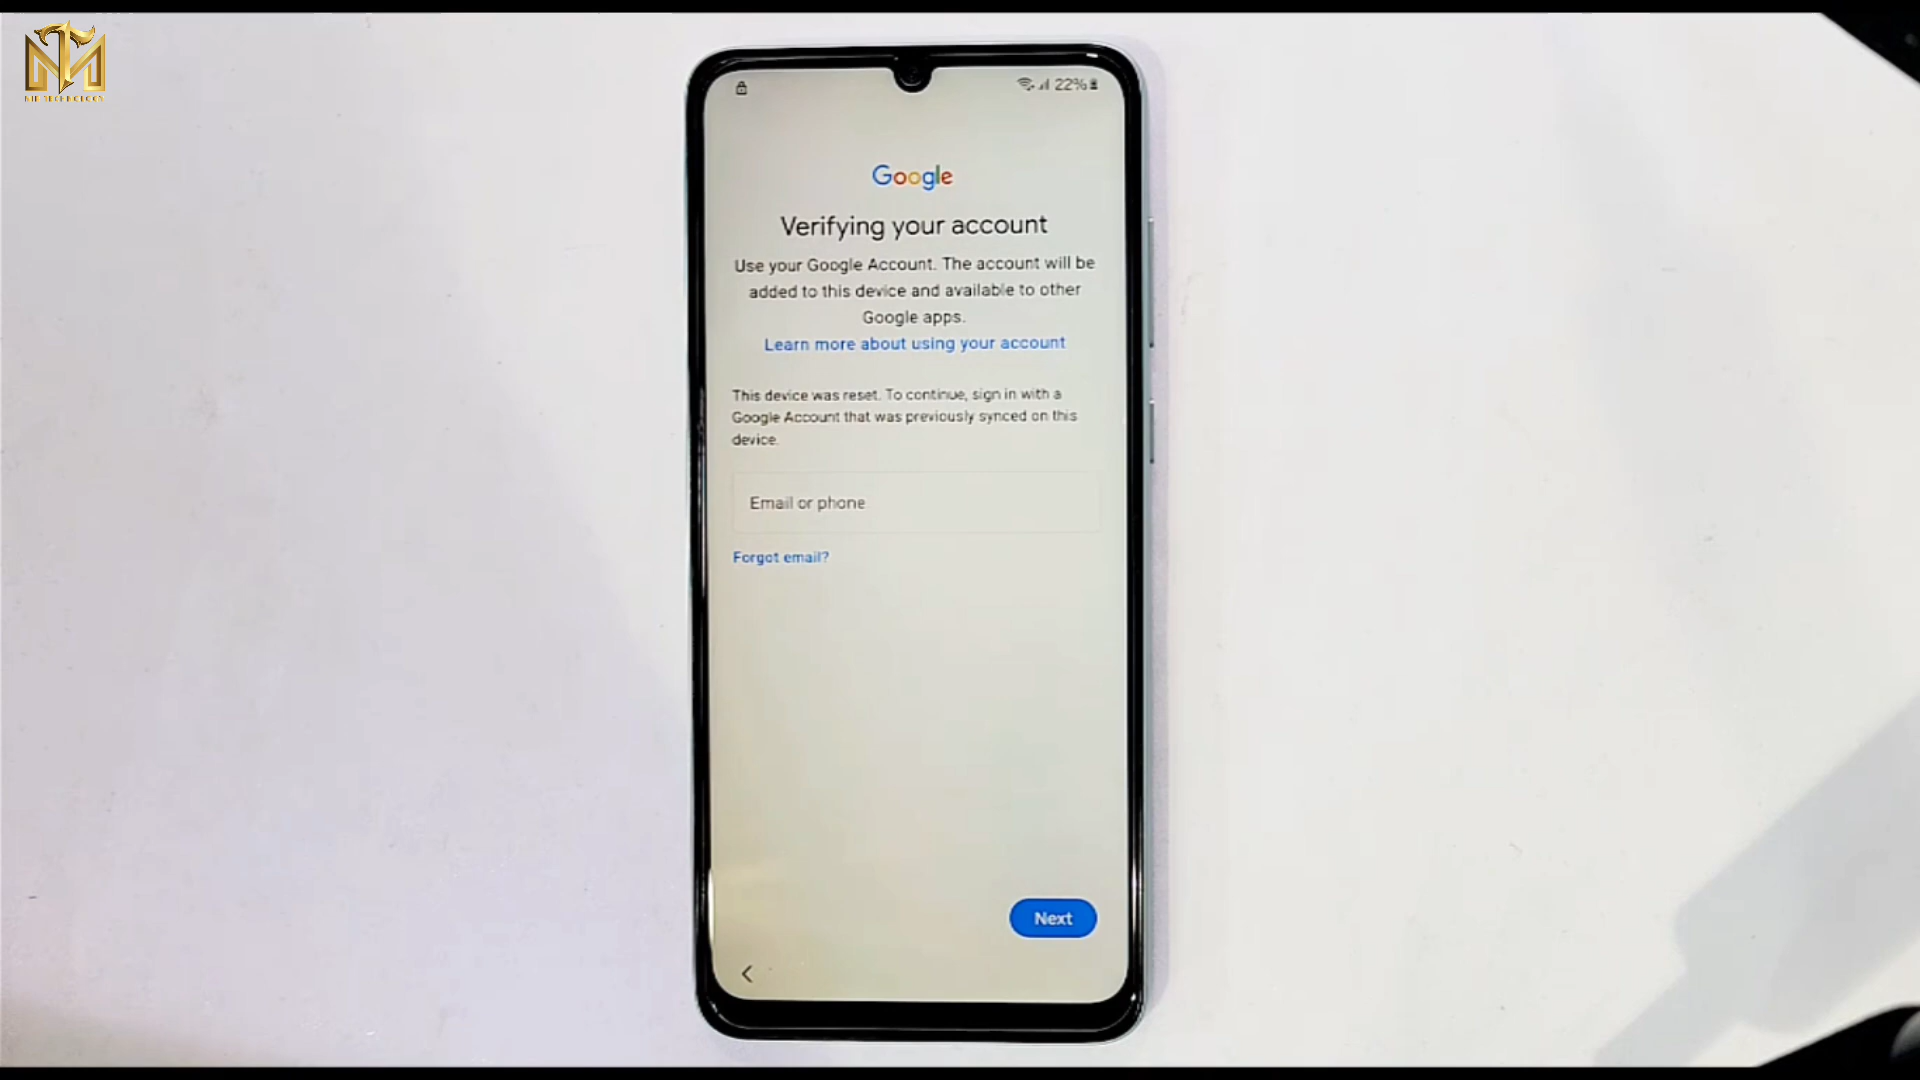 22%
Google
Verifying your account
Use your Google Account. The account will be
added to this device and available to other
Google apps.
Learn more about using your account
This device was reset. To continue, sign in with a
Google Account that was previously synced on this
device.
Email or phone
Forgot email?
Next